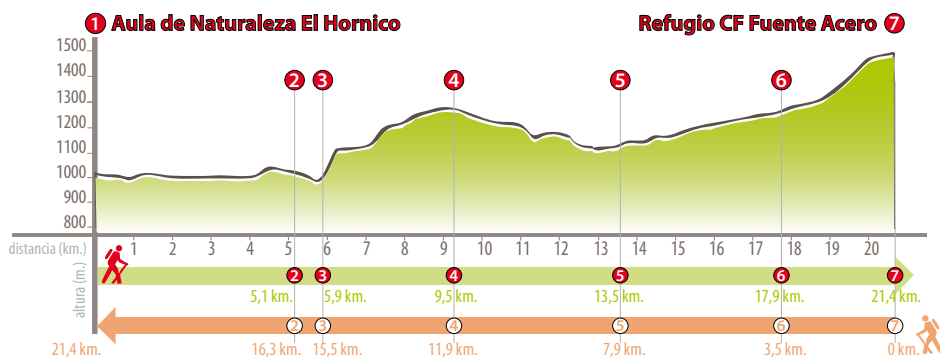 1 Aula de Naturaleza El Hornico
Refugio CF Fuente Acero 7
1500
1400
1300
1200
1100
1000
900
800
2 3 4 5 6
distancia (km.)
1 2 3 4 5 6 7 8 9 10 11 12 13 14 15 16 17 18 19 20
altura (m.)
2 3 4 5 6 7
5,1 km. 5,9 km. 9,5 km. 13,5 km. 17,9 km. 21,4 km.
2 3 4 5 6 7
21,4 km. 16,3 km. 15,5 km. 11,9 km. 7,9 km. 3,5 km. 0 km.